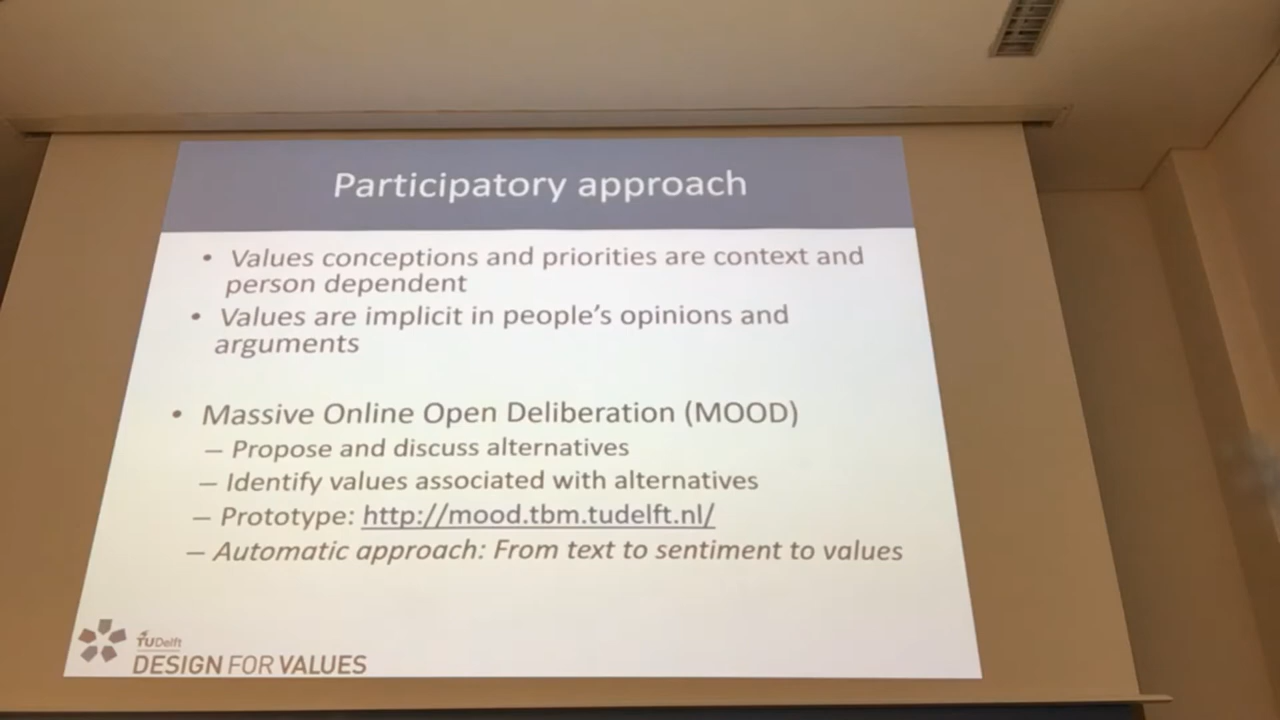 Participatory approach
• Values conceptions and priorities are context and
person dependent
• Values are implicit in people's opinions and
arguments
• Massive Online Open Deliberation (MOOD)
– Propose and discuss alternatives
– Identify values associated with alternatives
– Prototype: http://mood.tbm.tudelft.nl/
– Automatic approach: From text to sentiment to values
TUDelft
DESIGN FOR VALUES